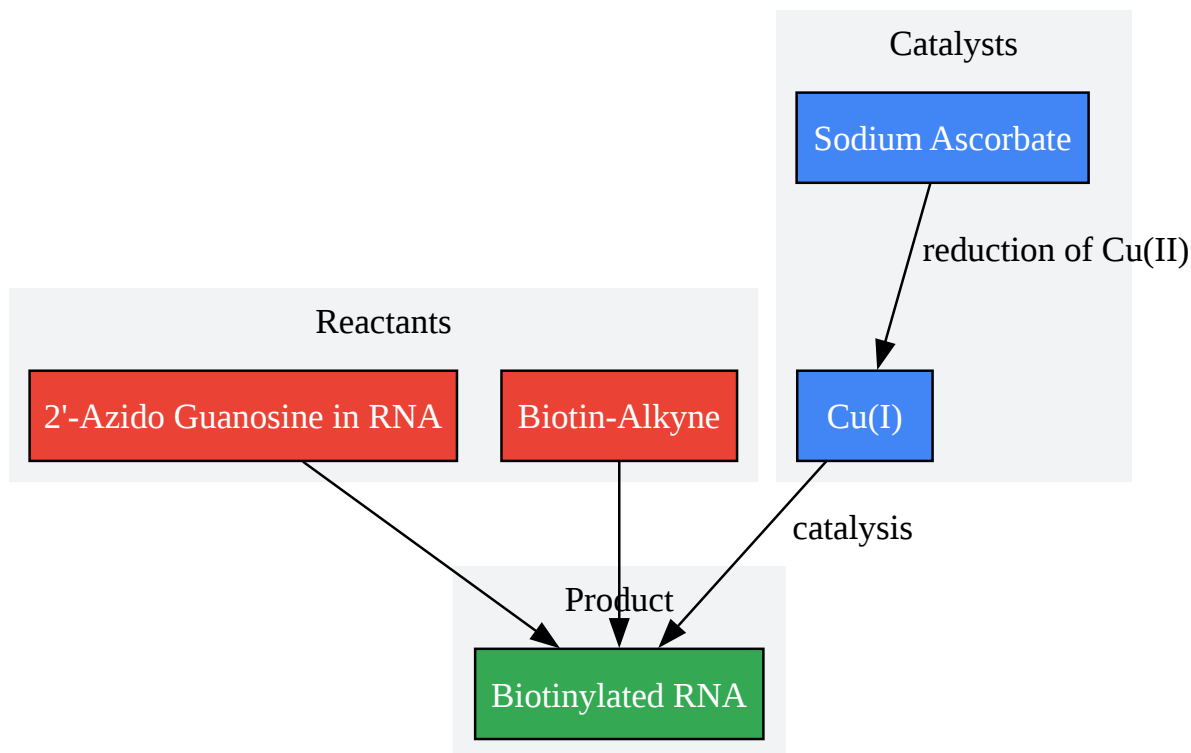 Catalysts
Sodium Ascorbate
reduction of Cu(II)
Reactants
2'-Azido Guanosine in RNA
Biotin-Alkyne
Cu(I)
catalysis
Product
Biotinylated RNA